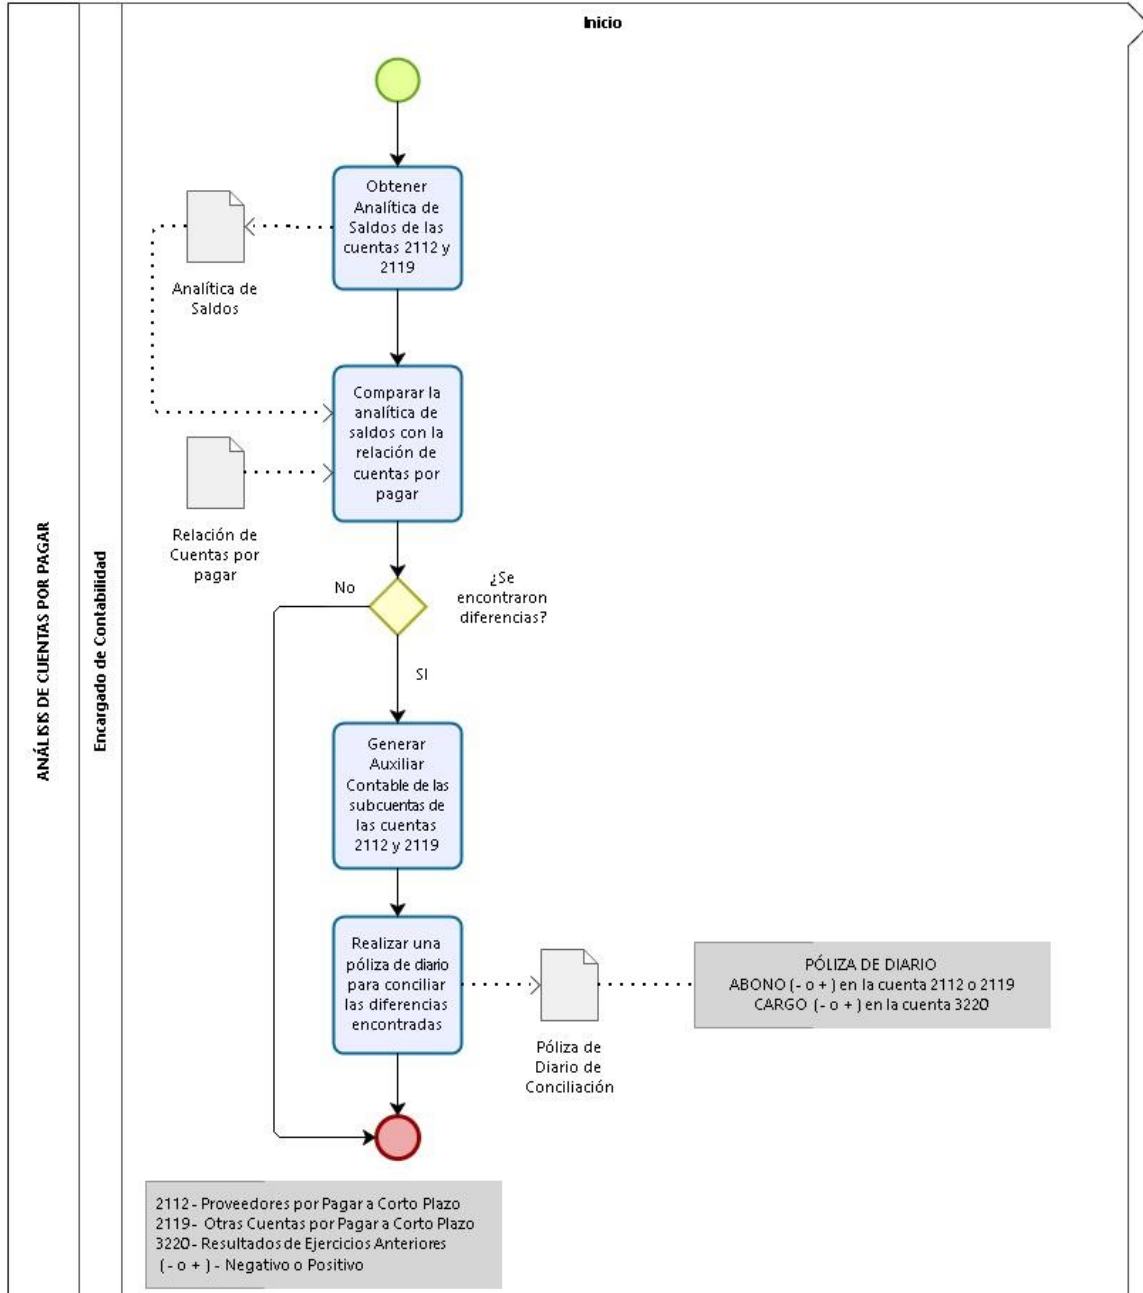 ANÁLISIS DE CUENTAS POR PAGAR
Encargado de Contabilidad
Inicio
Obtener
Analítica de
Saldos de las
cuentas 2112 y
2119
Analítica de
Saldos
Comparar la
analítica de
saldos con la
relación de
cuentas por
pagar
Relación de
Cuentas por
pagar
¿Se
encontraron
diferencias?
No
SI
Generar
Auxiliar
Contable de las
subcuentas de
las cuentas
2112 y 2119
Realizar una
póliza de diario
para conciliar
las diferencias
encontradas
Póliza de
Diario de
Conciliación
PÓLIZA DE DIARIO
ABONO (- o + ) en la cuenta 2112 o 2119
CARGO (- o + ) en la cuenta 3220
2112 - Proveedores por Pagar a Corto Plazo
2119 - Otras Cuentas por Pagar a Corto Plazo
3220 - Resultados de Ejercicios Anteriores
( - o + ) - Negativo o Positivo